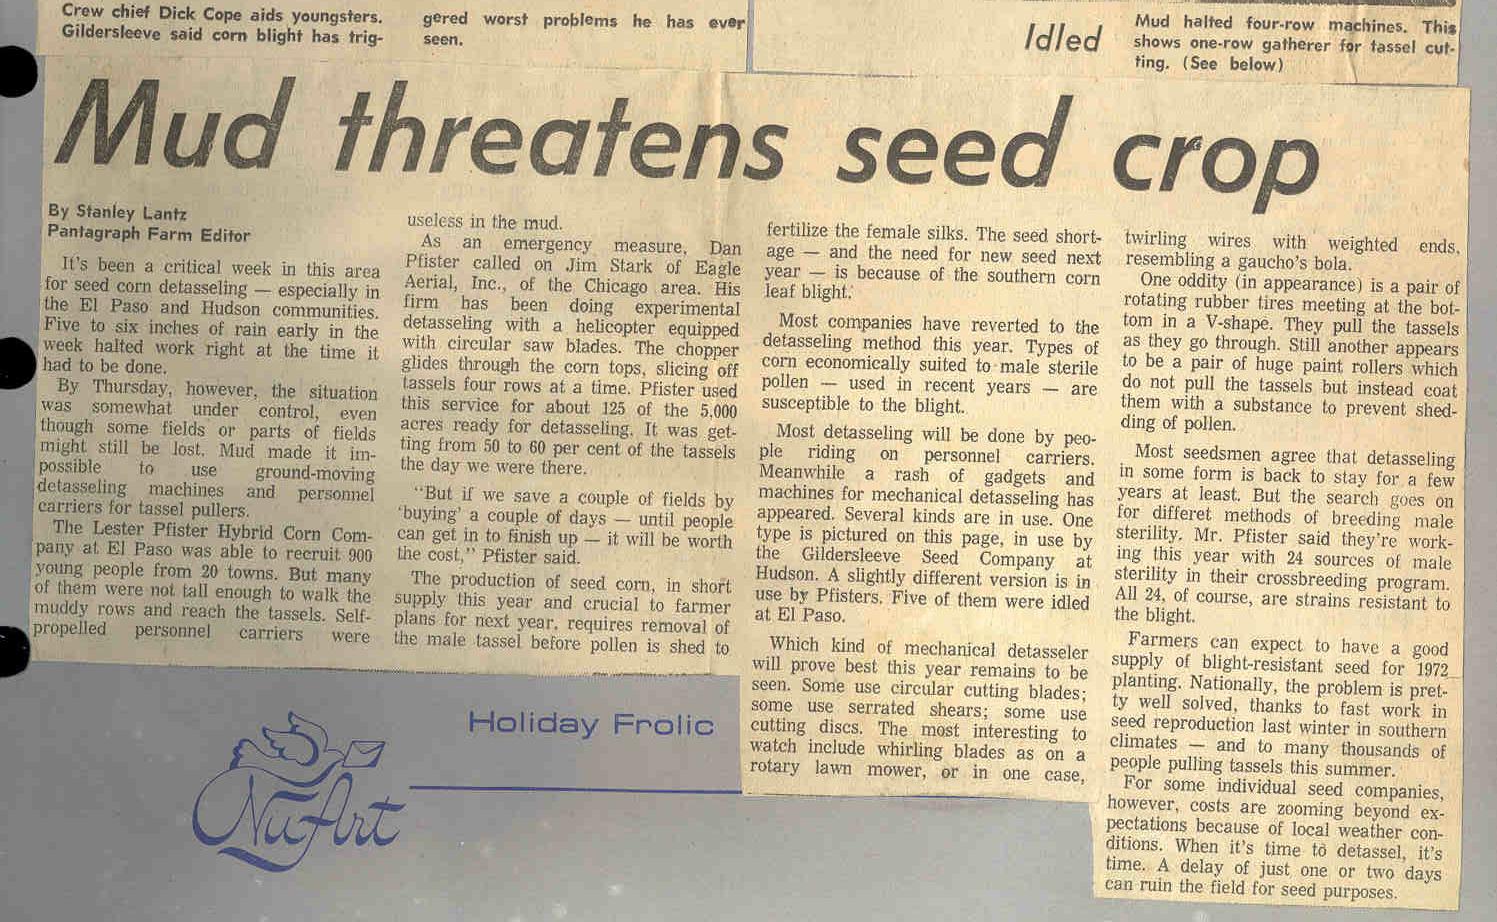 Crew chief Dick Cope aids youngsters.
Gildersleeve said corn blight has trig-
gered worst problems he has ever
seen.
Idled
Mud halted four-row machines. This
shows one-row gatherer for tassel cut-
ting. (See below)
Mud threatens seed crop
By Stanley Lantz
Pantagraph Farm Editor
It's been a critical week in this area
for seed corn detasseling — especially in
the El Paso and Hudson communities.
Five to six inches of rain early in the
week halted work right at the time it
had to be done.
By Thursday, however, the situation
was somewhat under control, even
though some fields or parts of fields
might still be lost. Mud made it im-
possible to use ground-moving
detasseling machines and personnel
carriers for tassel pullers.
The Lester Pfister Hybrid Corn Com-
pany at El Paso was able to recruit 900
young people from 20 towns. But many
of them were not tall enough to walk the
muddy rows and reach the tassels. Self-
propelled personnel carriers were
useless in the mud.
As an emergency measure, Dan
Pfister called on Jim Stark of Eagle
Aerial, Inc., of the Chicago area. His
firm has been doing experimental
detasseling with a helicopter equipped
with circular saw blades. The chopper
glides through the corn tops, slicing off
tassels four rows at a time. Pfister used
this service for about 125 of the 5,000
acres ready for detasseling. It was get-
ting from 50 to 60 per cent of the tassels
the day we were there.
"But if we save a couple of fields by
'buying' a couple of days — until people
can get in to finish up — it will be worth
the cost," Pfister said.
The production of seed corn, in short
supply this year and crucial to farmer
plans for next year, requires removal of
the male tassel before pollen is shed to
fertilize the female silks. The seed short-
age — and the need for new seed next
year — is because of the southern corn
leaf blight.
Most companies have reverted to the
detasseling method this year. Types of
corn economically suited to male sterile
pollen — used in recent years — are
susceptible to the blight.
Most detasseling will be done by peo-
ple riding on personnel carriers.
Meanwhile a rash of gadgets and
machines for mechanical detasseling has
appeared. Several kinds are in use. One
type is pictured on this page, in use by
the Gildersleeve Seed Company at
Hudson. A slightly different version is in
use by Pfisters. Five of them were idled
at El Paso.
Which kind of mechanical detasseler
will prove best this year remains to be
seen. Some use circular cutting blades;
some use serrated shears; some use
cutting discs. The most interesting to
watch include whirling blades as on a
rotary lawn mower, or in one case,
twirling wires with weighted ends,
resembling a gaucho's bola.
One oddity (in appearance) is a pair of
rotating rubber tires meeting at the bot-
tom in a V-shape. They pull the tassels
as they go through. Still another appears
to be a pair of huge paint rollers which
do not pull the tassels but instead coat
them with a substance to prevent shed-
ding of pollen.
Most seedsmen agree that detasseling
in some form is back to stay for a few
years at least. But the search goes on
for differet methods of breeding male
sterility. Mr. Pfister said they're work-
ing this year with 24 sources of male
sterility in their crossbreeding program.
All 24, of course, are strains resistant to
the blight.
Farmers can expect to have a good
supply of blight-resistant seed for 1972
planting. Nationally, the problem is pret-
ty well solved, thanks to fast work in
seed reproduction last winter in southern
climates — and to many thousands of
people pulling tassels this summer.
For some individual seed companies,
however, costs are zooming beyond ex-
pectations because of local weather con-
ditions. When it's time to detassel, it's
time. A delay of just one or two days
can ruin the field for seed purposes.
Holiday Frolic
NuArt